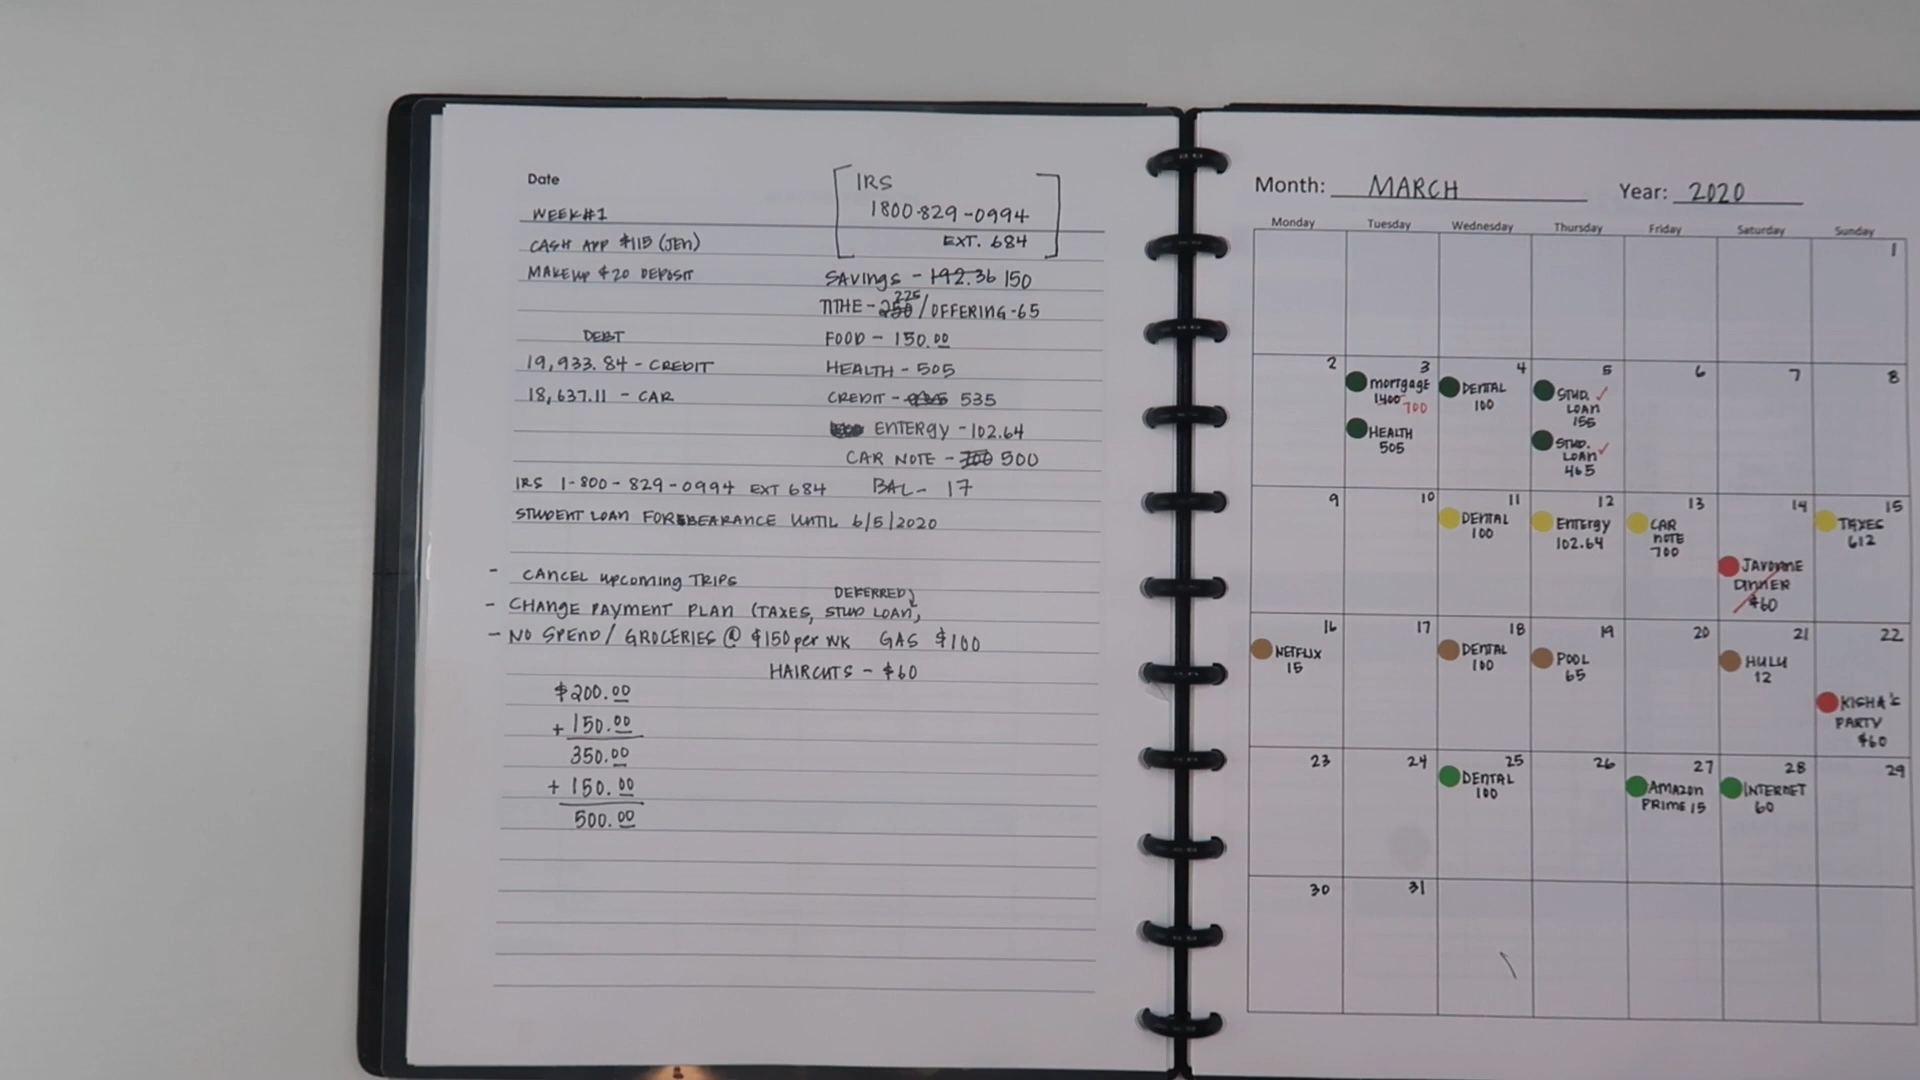 Date
WEEK#1
CASH APP $115 (JEN)
MAKEUP $20 DEPOSIT
DEBT
19,933.84 - CREDIT
18,637.11 - CAR
IRS
1800-829-0994
EXT. 684
SAVINGS - 192.36 150
TITHE - 250 225 / OFFERING -65
FOOD - 150.00
HEALTH - 505
CREDIT - 535
ENTERGY - 102.64
CAR NOTE - 700 500
IRS 1-800-829-0994 EXT 684 BAL- 17
STUDENT LOAN FOREBEARANCE UNTIL 6/5/2020
- CANCEL UPCOMING TRIPS
DEFERRED
- CHANGE PAYMENT PLAN (TAXES, STUD LOAN,
- NO SPEND / GROCERIES @ $150 per WK GAS $100
HAIRCUTS - $60
$200.00
+ 150.00
350.00
+ 150.00
500.00
Month: MARCH Year: 2020
Monday Tuesday Wednesday Thursday Friday Saturday Sunday
1
2 3 4 5 6 7 8
MORTGAGE
1400 700
HEALTH
505
DENTAL
100
STUD. ✓
LOAN
155
STUD.
LOAN ✓
465
9 10 11 12 13 14 15
DENTAL
100
ENTERGY
102.64
CAR
NOTE
700
DINNER
$60
TAXES
612
16 17 18 19 20 21 22
NETFLIX
15
DENTAL
100
POOL
65
HULU
12
KISHA'S
PARTY
$60
23 24 25 26 27 28 29
DENTAL
100
AMAZON
PRIME 15
INTERNET
60
30 31